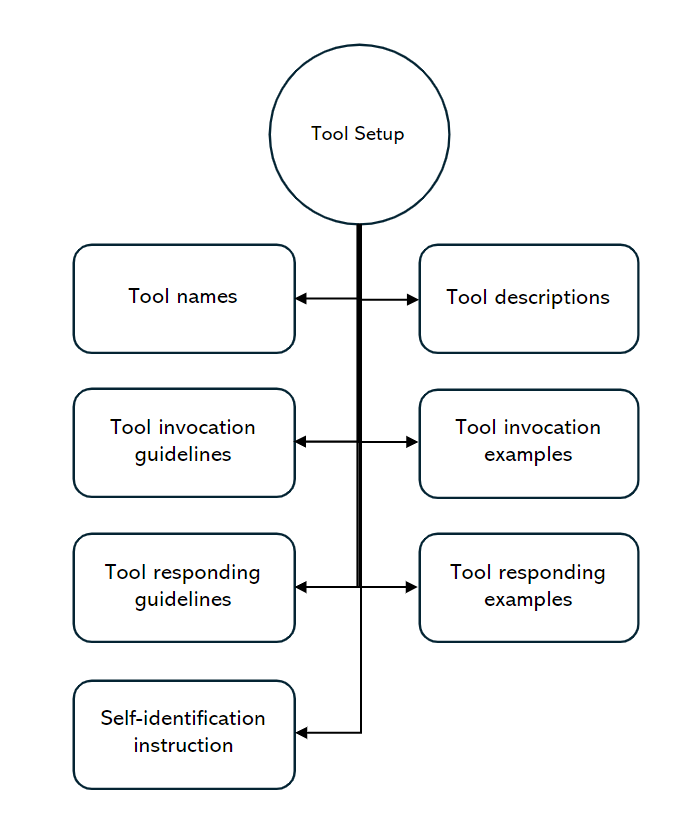 Tool Setup
Tool names
Tool descriptions
Tool invocation
guidelines
Tool invocation
examples
Tool responding
guidelines
Tool responding
examples
Self-identification
instruction